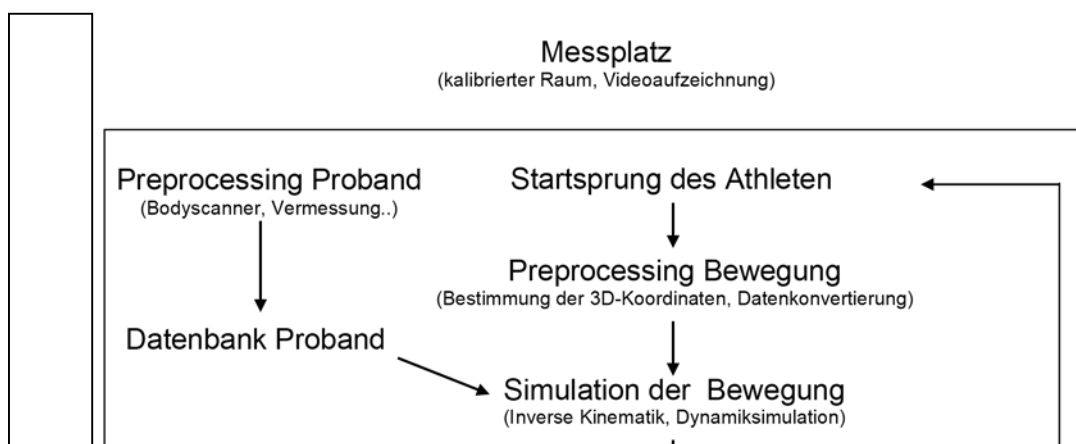 Messplatz
(kalibrierter Raum, Videoaufzeichnung)
Preprocessing Proband
(Bodyscanner, Vermessung..)
Startsprung des Athleten
Preprocessing Bewegung
(Bestimmung der 3D-Koordinaten, Datenkonvertierung)
Datenbank Proband
Simulation der Bewegung
(Inverse Kinematik, Dynamiksimulation)